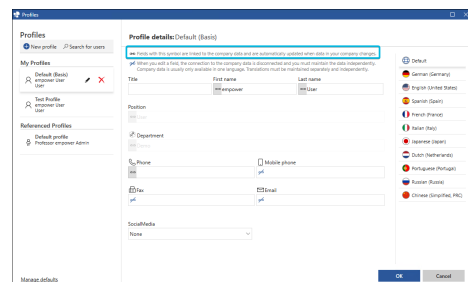 Profiles
Profiles
New profile
Search for users
My Profiles
Default (Basis)
empower User
User
Test Profile
empower User
User
Referenced Profiles
Default profile
Professor empower Admin
Manage defaults
Profile details: Default (Basis)
Fields with this symbol are linked to the company data and are automatically updated when data in your company changes.
When you edit a field, the connection to the company data is disconnected and you must maintain the data independently.
Company data is usually only available in one language. Translations must be maintained separately and independently.
Title First name Last name
empower User
Position
Department
Phone Mobile phone
Fax Email
SocialMedia
None
Default
German (Germany)
English (United States)
Spanish (Spain)
French (France)
Italian (Italy)
Japanese (Japan)
Dutch (Netherlands)
Portuguese (Portugal)
Russian (Russia)
Chinese (Simplified, PRC)
OK Cancel